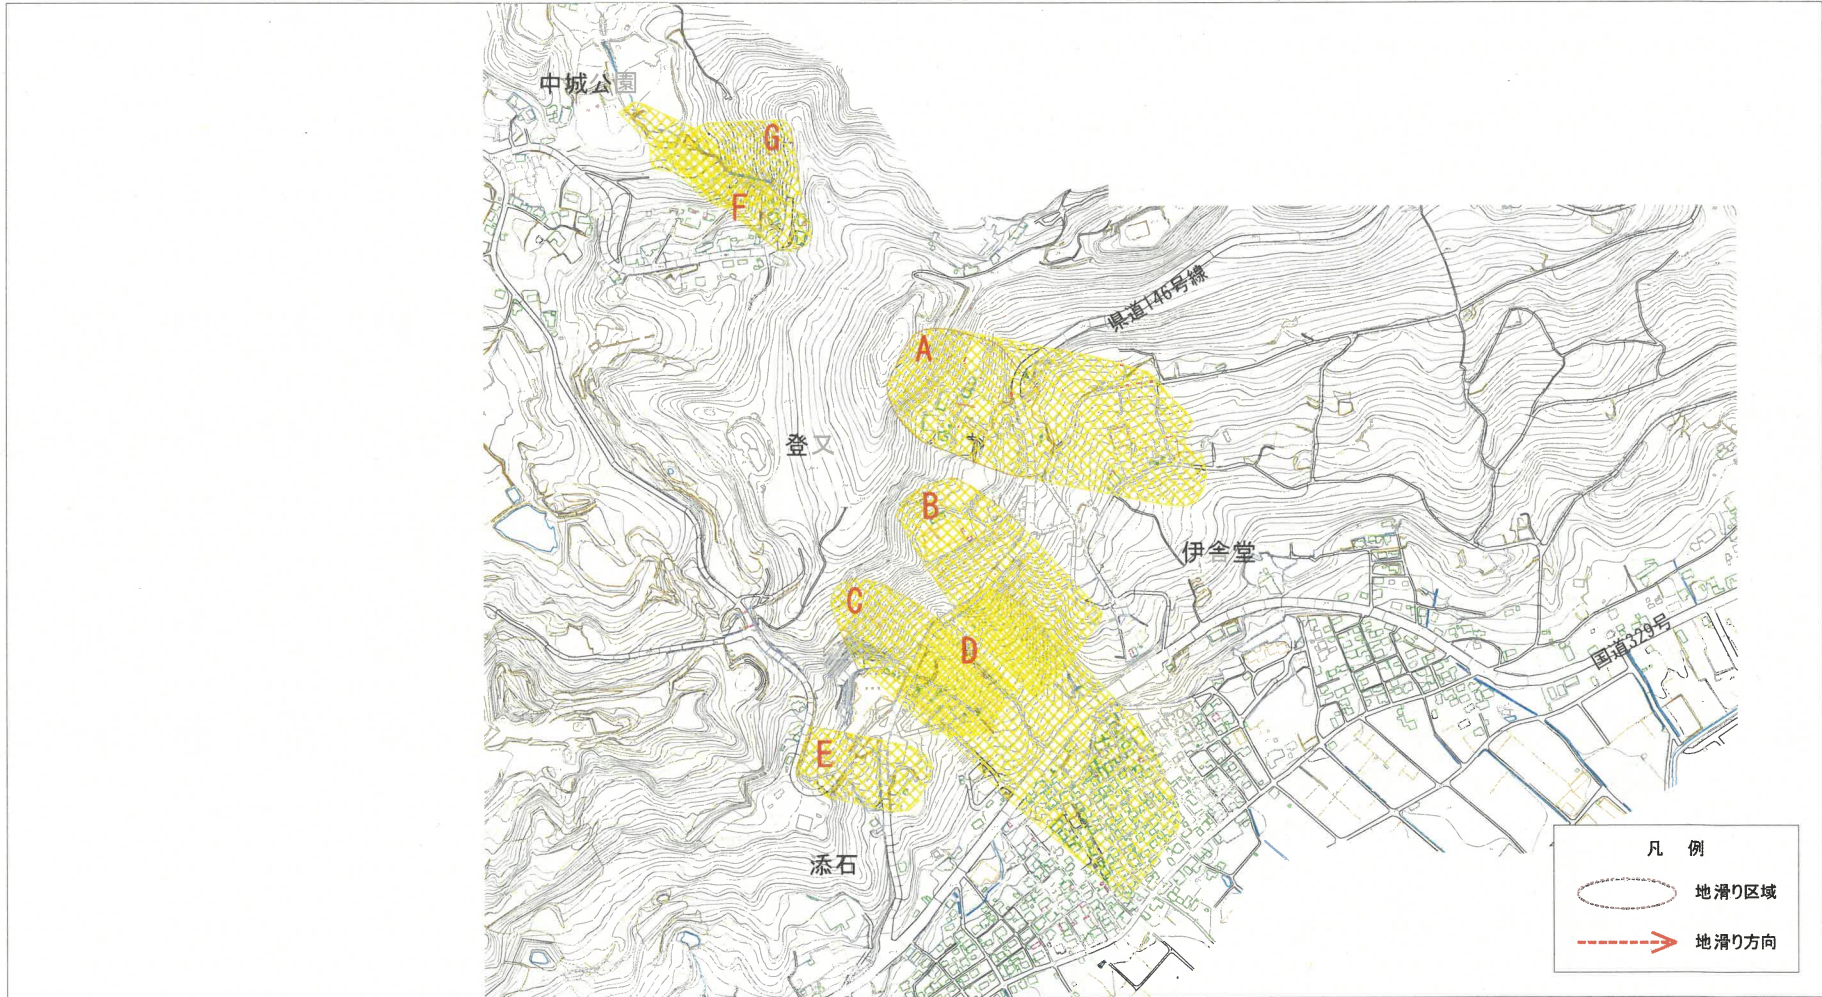 中城公園
G
F
県道146号線
A
登又
B
伊舎堂
C
D
国道329号
E
添石
凡 例
地滑り区域
地滑り方向